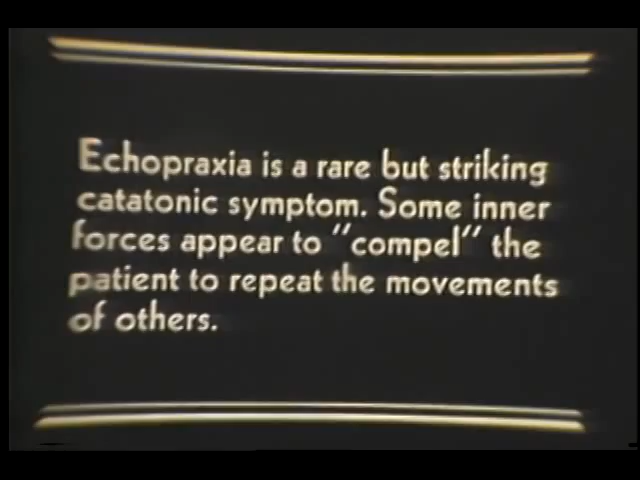 Echopraxia is a rare but striking
catatonic symptom. Some inner
forces appear to "compel" the
patient to repeat the movements
of others.